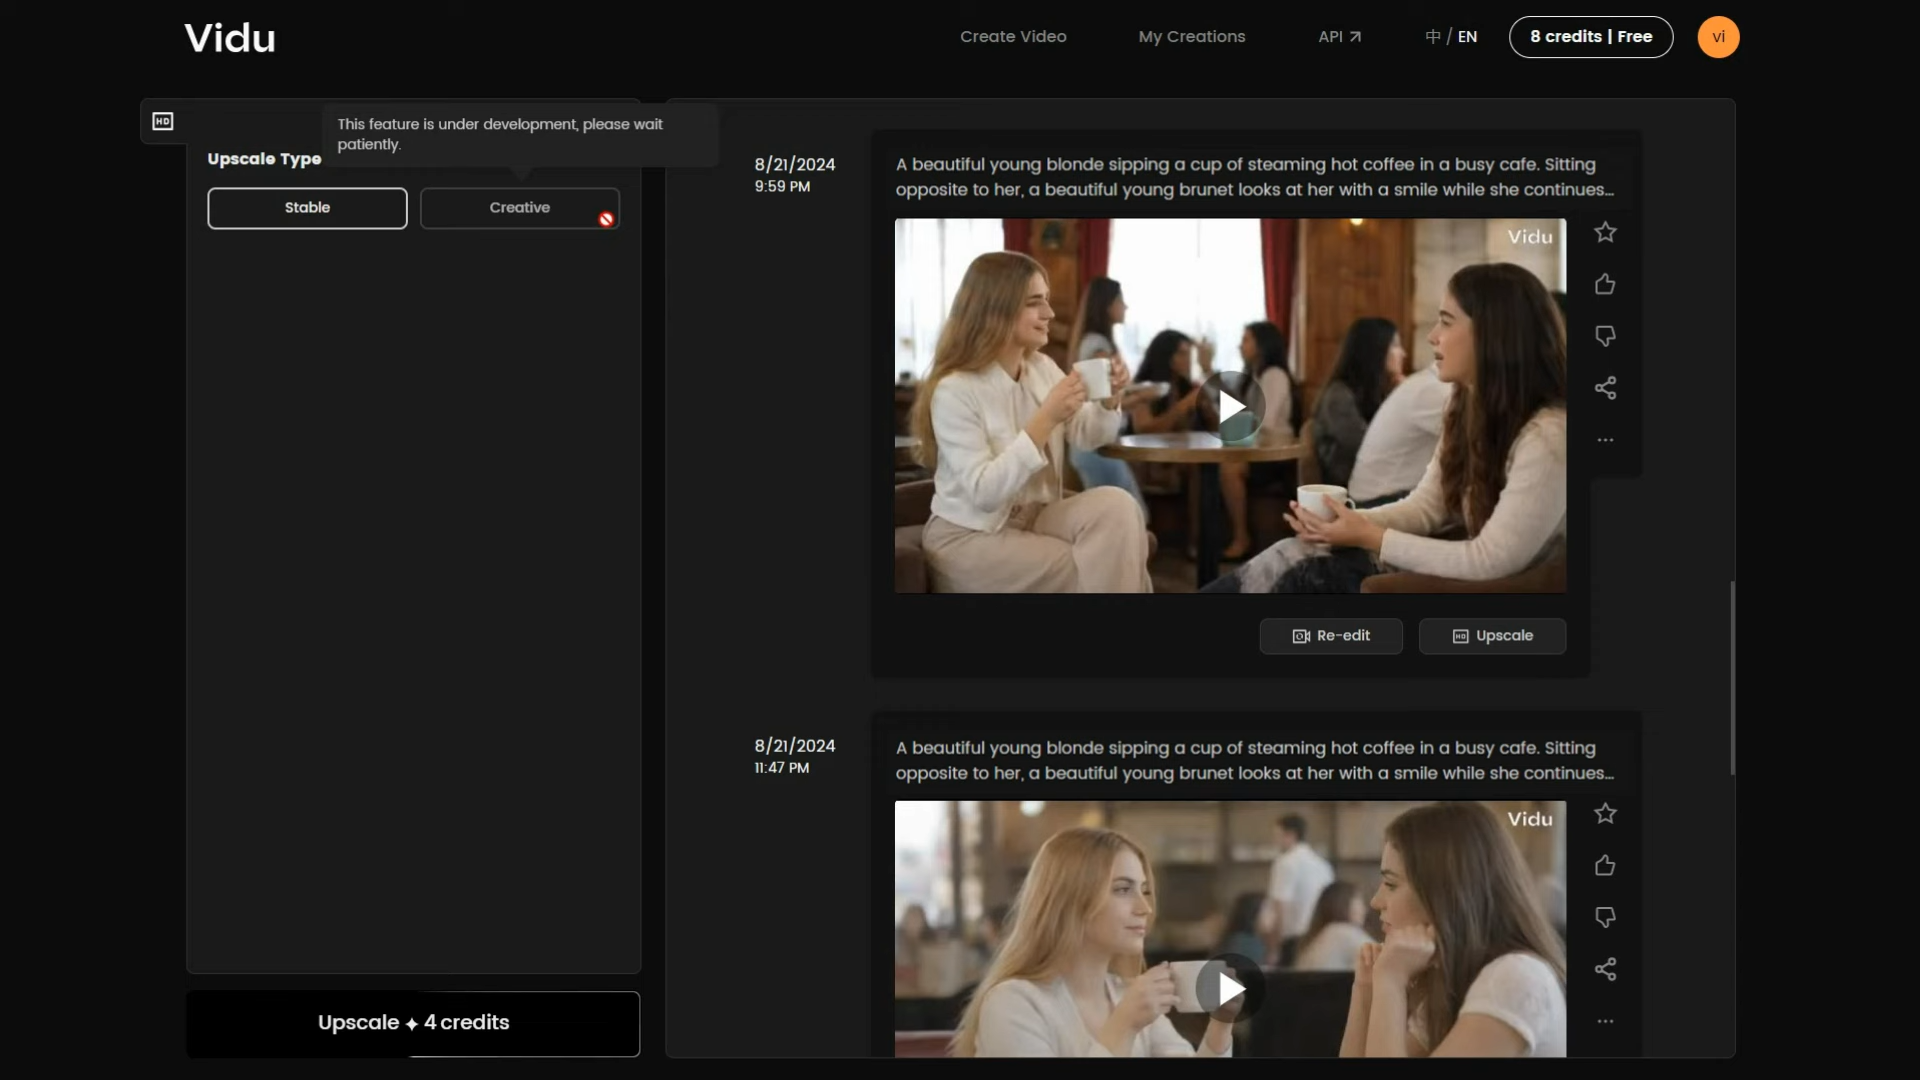 Vidu
Create Video
My Creations
API
中 / EN
8 credits | Free
vi
HD
This feature is under development, please wait
patiently.
Upscale Type
Stable
Creative
Upscale 4 credits
8/21/2024
9:59 PM
A beautiful young blonde sipping a cup of steaming hot coffee in a busy cafe. Sitting
opposite to her, a beautiful young brunet looks at her with a smile while she continues...
Vidu
Re-edit
HD Upscale
8/21/2024
11:47 PM
A beautiful young blonde sipping a cup of steaming hot coffee in a busy cafe. Sitting
opposite to her, a beautiful young brunet looks at her with a smile while she continues...
Vidu